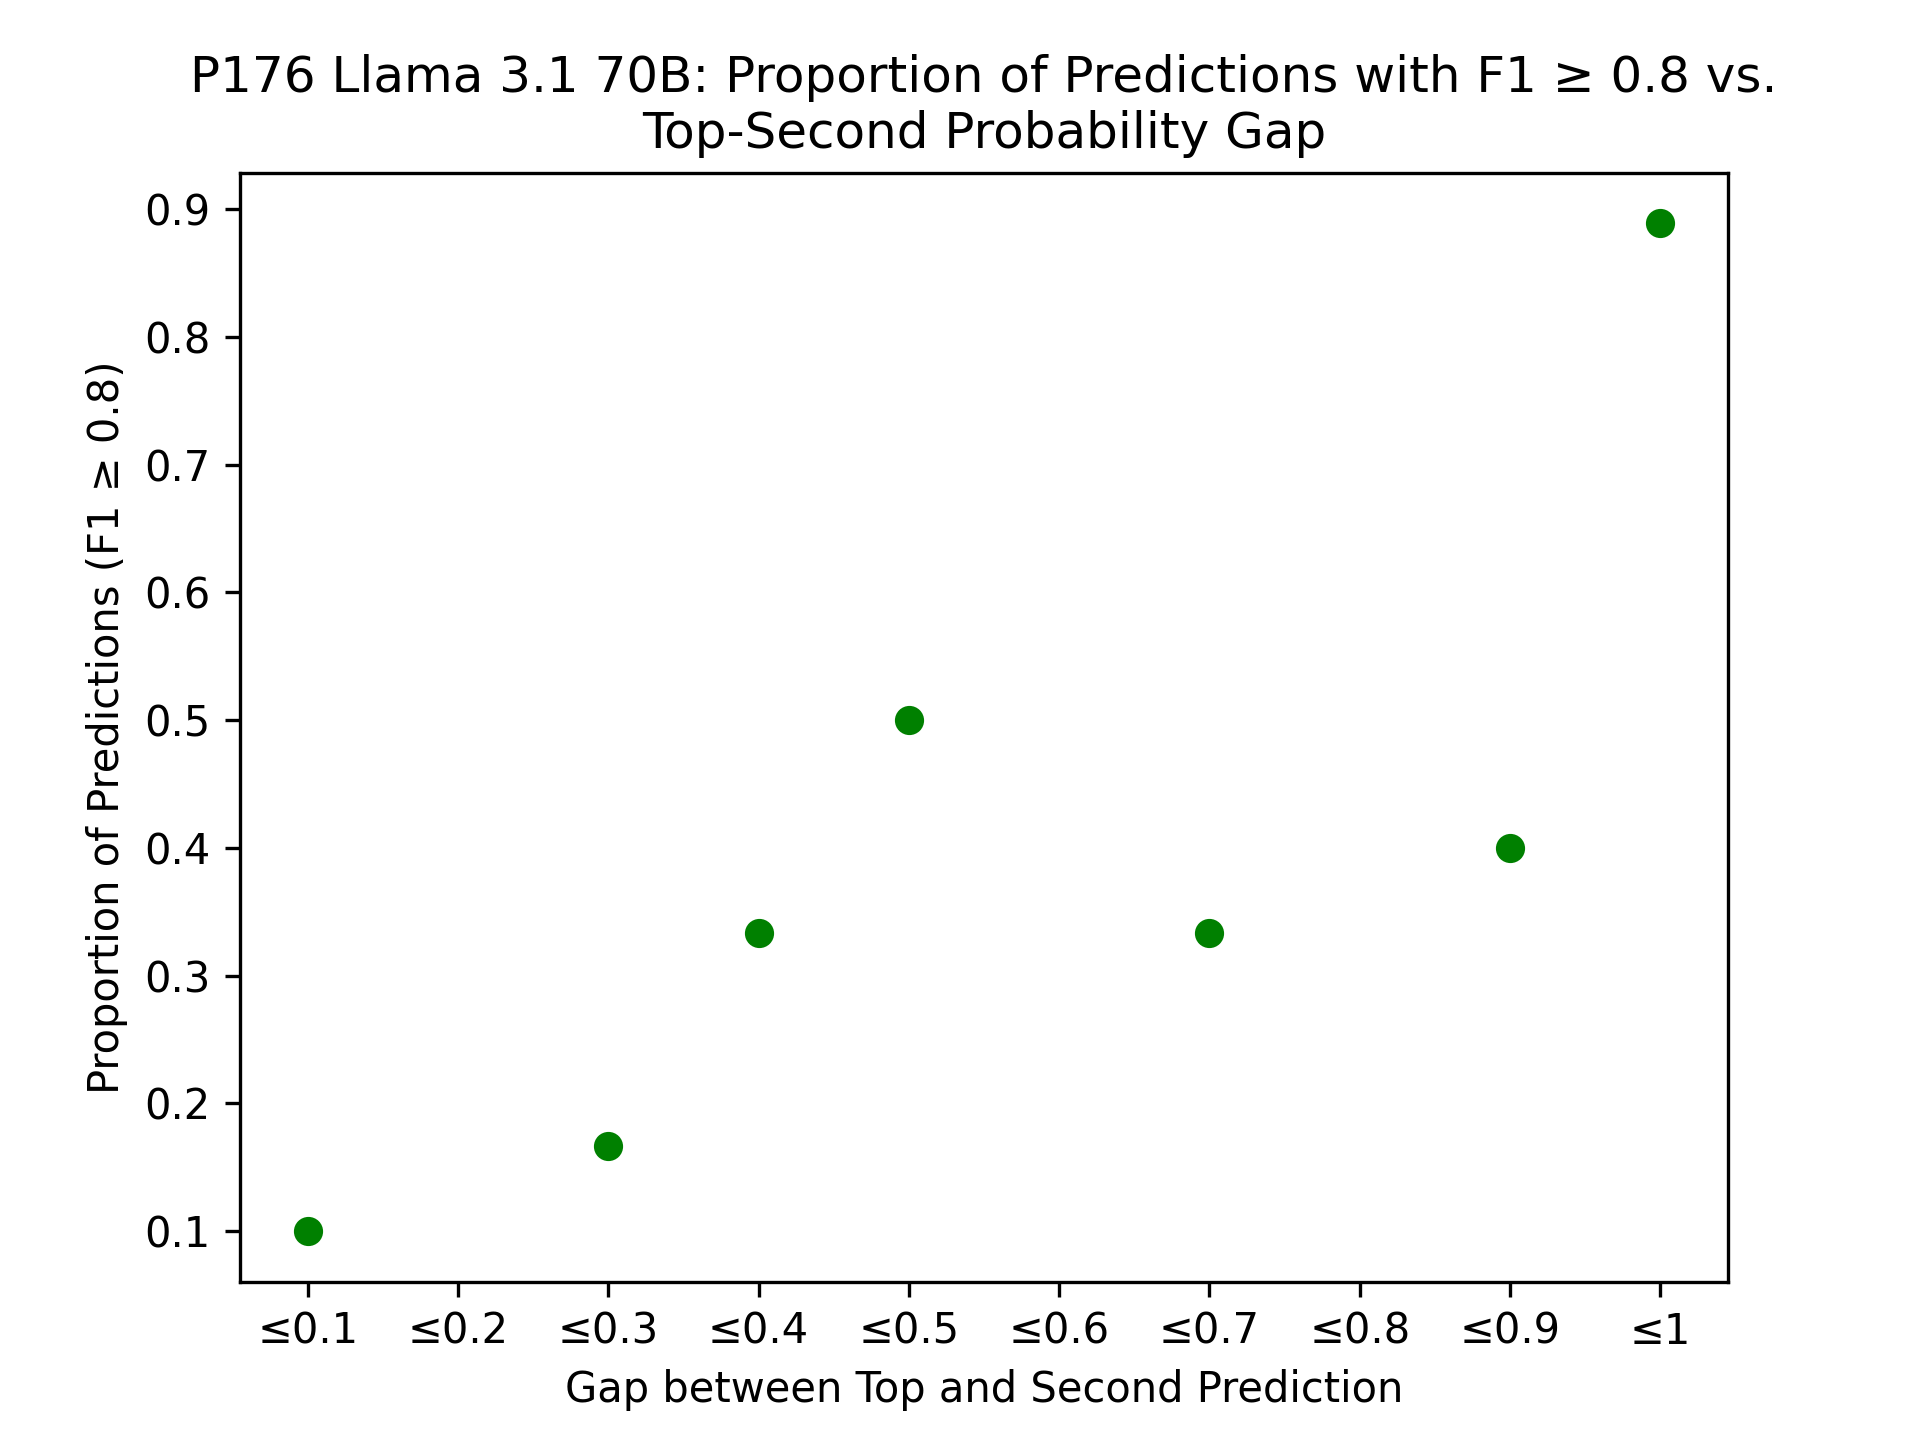 P176 Llama 3.1 70B: Proportion of Predictions with F1 ≥ 0.8 vs.
Top-Second Probability Gap
Proportion of Predictions (F1 ≥ 0.8)
0.9
0.8
0.7
0.6
0.5
0.4
0.3
0.2
0.1
≤0.1 ≤0.2 ≤0.3 ≤0.4 ≤0.5 ≤0.6 ≤0.7 ≤0.8 ≤0.9 ≤1
Gap between Top and Second Prediction